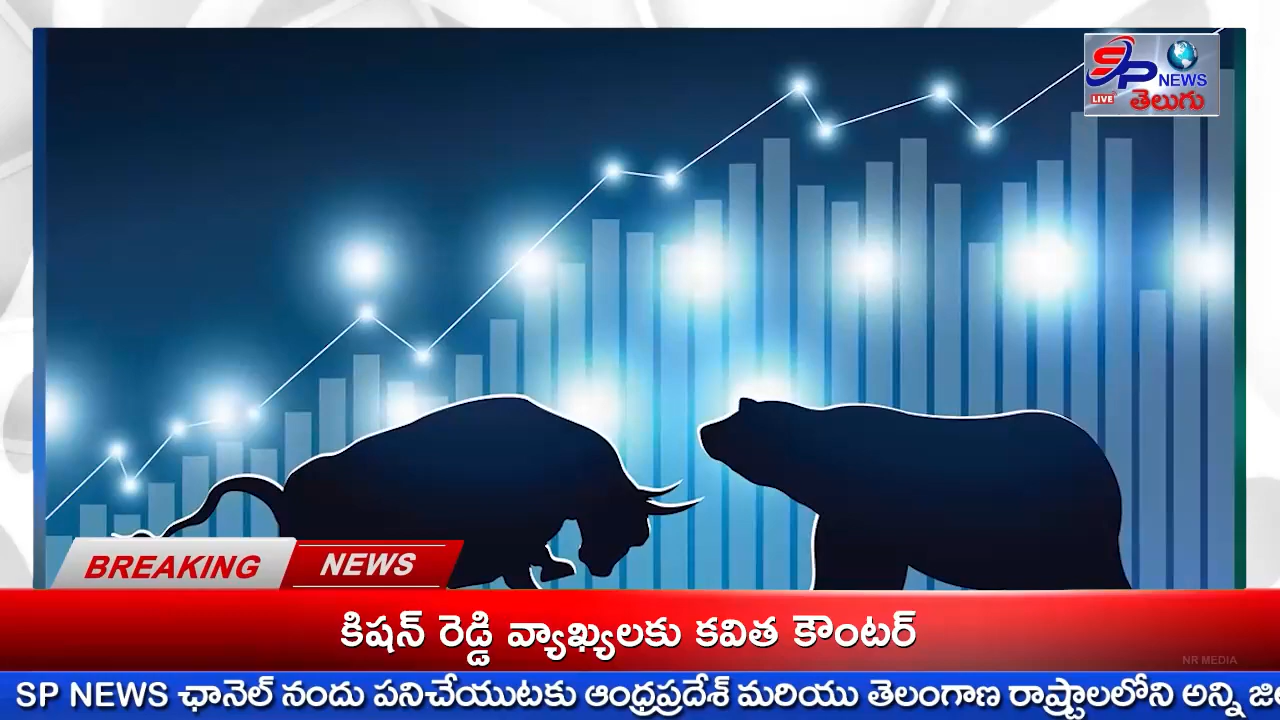 SP NEWS
LIVE తెలుగు
BREAKING NEWS
కిషన్ రెడ్డి వ్యాఖ్యలకు కవిత కౌంటర్
NR MEDIA
SP NEWS ఛానెల్ నందు పనిచేయుటకు ఆంధ్రప్రదేశ్ మరియు తెలంగాణ రాష్ట్రాలలోని అన్ని